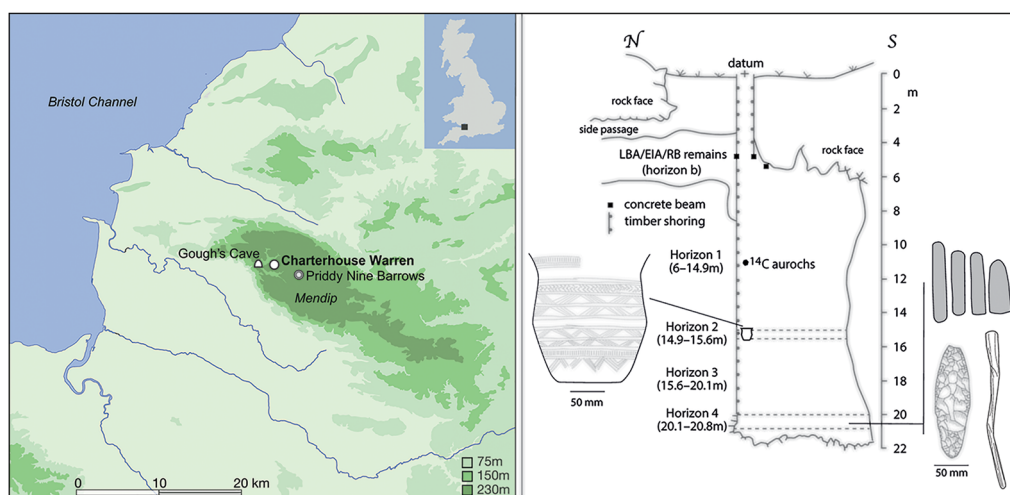 Bristol Channel
Gough's Cave
Charterhouse Warren
Priddy Nine Barrows
Mendip
0
10
20 km
75m
150m
230m
N
S
datum
0
m
rock face
2
side passage
4
LBA/EIA/RB remains
(horizon b)
rock face
6
concrete beam
timber shoring
8
Horizon 1
(6–14.9m)
10
14C aurochs
12
14
Horizon 2
(14.9–15.6m)
16
Horizon 3
(15.6–20.1m)
18
50 mm
Horizon 4
(20.1–20.8m)
20
22
50 mm